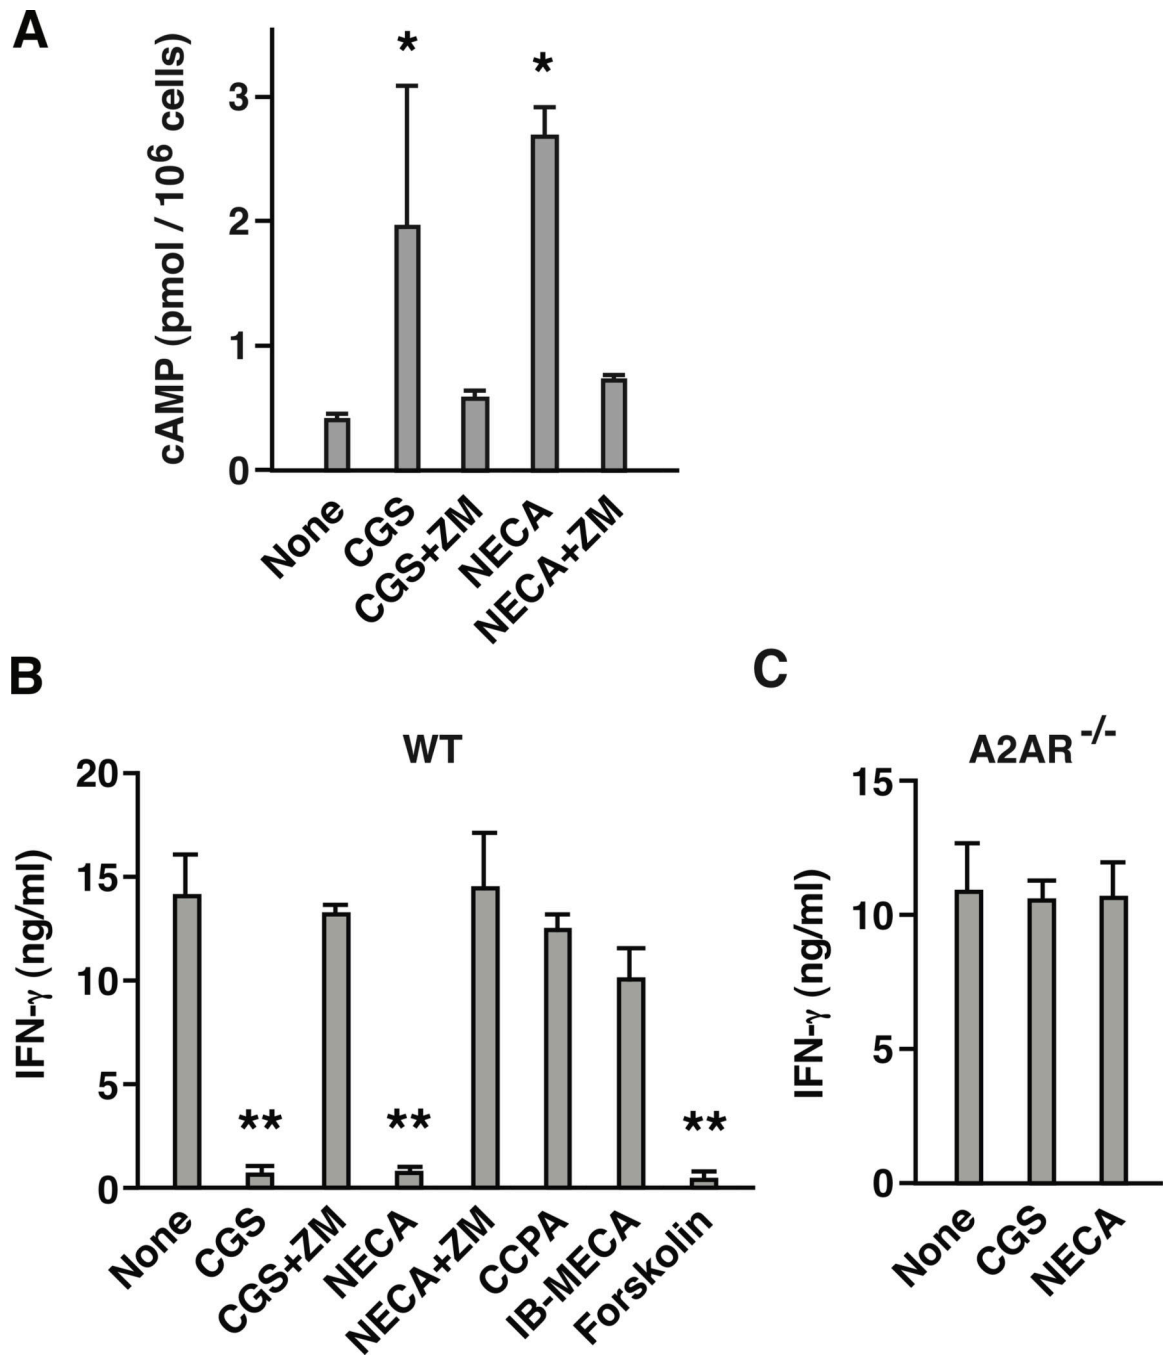 A
cAMP (pmol / 10⁶ cells)
3
2
1
0
*
*
None
CGS
CGS+ZM
NECA
NECA+ZM
B
WT
IFN-γ (ng/ml)
20
15
10
5
0
**
**
**
None
CGS
CGS+ZM
NECA
NECA+ZM
CCPA
IB-MECA
Forskolin
C
A2AR⁻/⁻
IFN-γ (ng/ml)
15
10
5
0
None
CGS
NECA